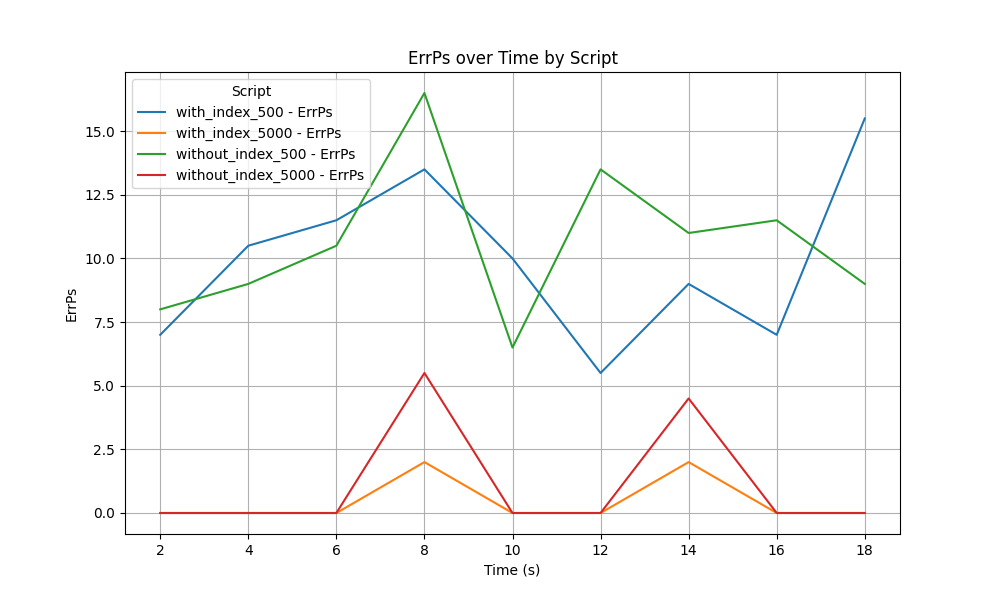 ErrPs over Time by Script
Script
with_index_500 - ErrPs
with_index_5000 - ErrPs
without_index_500 - ErrPs
without_index_5000 - ErrPs
ErrPs
15.0
12.5
10.0
7.5
5.0
2.5
0.0
2 4 6 8 10 12 14 16 18
Time (s)